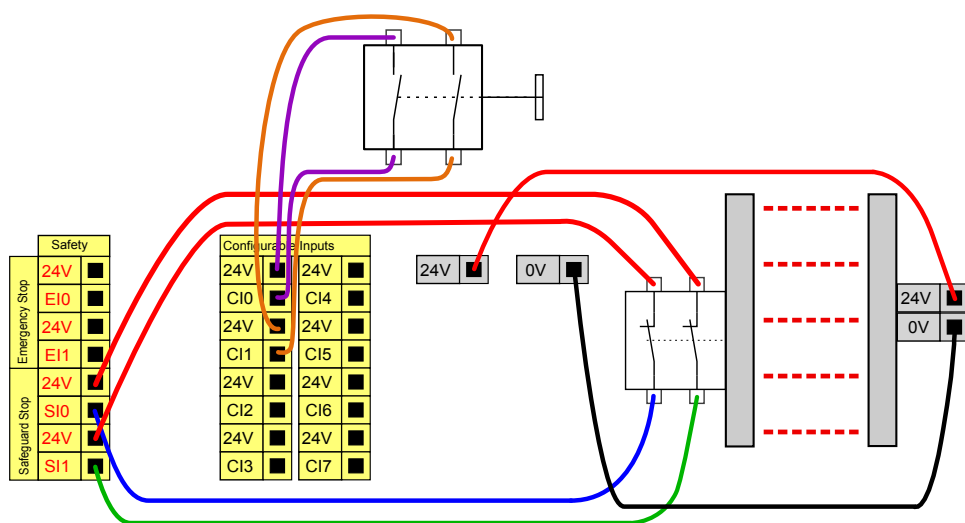 Safety
Emergency Stop
24V
EI0
24V
EI1
Safeguard Stop
24V
SI0
24V
SI1
Configurable Inputs
24V 24V
CI0 CI4
24V 24V
CI1 CI5
24V 24V
CI2 CI6
24V 24V
CI3 CI7
24V 0V
24V
0V